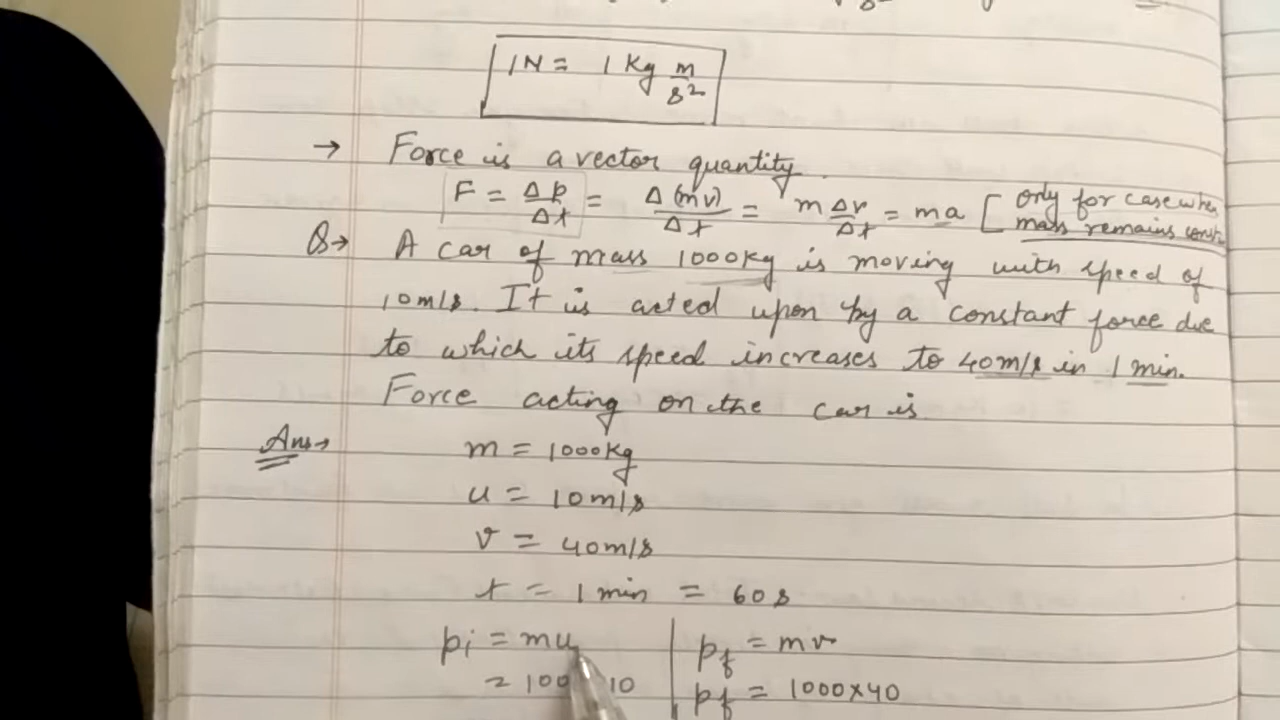 1N = 1 Kg m/s²
→ Force is a vector quantity.
F = Δp/Δt = Δ(mv)/Δt = m Δv/Δt = ma [only for case when
mass remains const.
Q→ A car of mass 1000kg is moving with speed of
10m/s. It is acted upon by a constant force due
to which its speed increases to 40m/s in 1 min.
Force acting on the car is
Ans→ m = 1000kg
u = 10m/s
v = 40m/s
t = 1 min = 60s
pi = mu | pf = mv
= 100 10 | pf = 1000×40